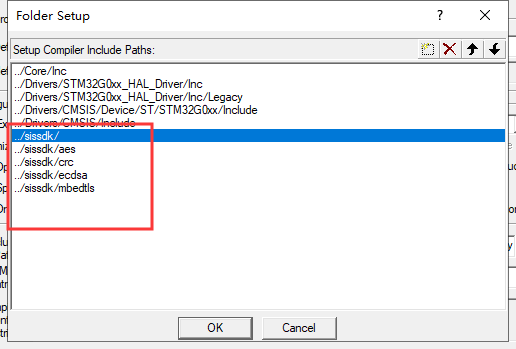 Folder Setup
?
Setup Compiler Include Paths:
../Core/Inc
../Drivers/STM32G0xx_HAL_Driver/Inc
../Drivers/STM32G0xx_HAL_Driver/Inc/Legacy
../Drivers/CMSIS/Device/ST/STM32G0xx/Include
../Drivers/CMSIS/Include
../sissdk/
../sissdk/aes
../sissdk/crc
../sissdk/ecdsa
../sissdk/mbedtls
OK
Cancel